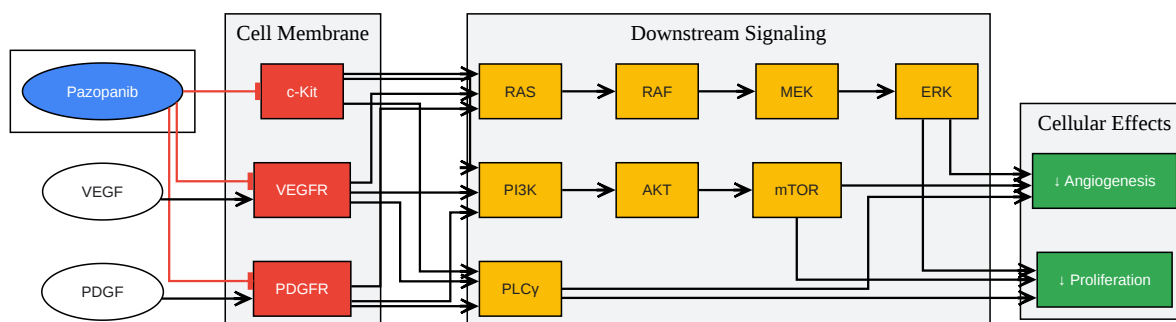 Cell Membrane
Downstream Signaling
Cellular Effects
Pazopanib
c-Kit
RAS
RAF
MEK
ERK
VEGF
VEGFR
PI3K
AKT
mTOR
↓ Angiogenesis
PDGF
PDGFR
PLCγ
↓ Proliferation